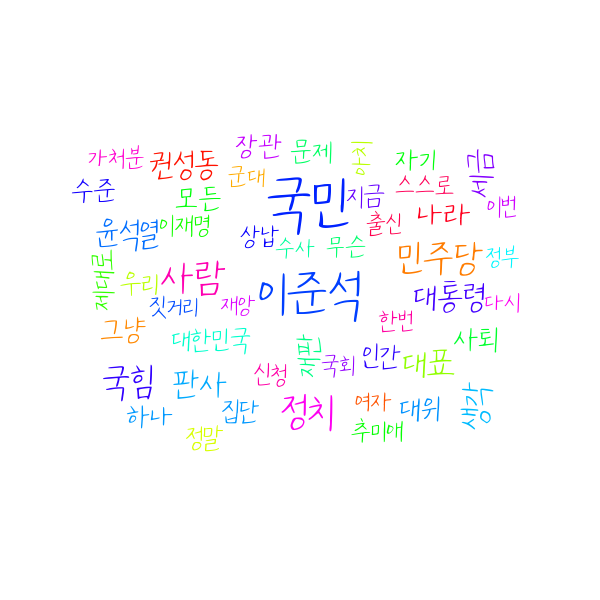 가처분
권성동
장관
문제
아치
자기
세금
수준
모든
군대
국민
지금
스스로
이번
윤석열
이재명
상납
수사
무슨
출신
나라
민주당
정부
제대로
우리
사람
이준석
대통령
다시
짓거리
재앙
한번
그냥
대한민국
국회
인간
대표
사퇴
국힘
판사
신청
생각
하나
집단
정치
여자
대위
정말
추미애